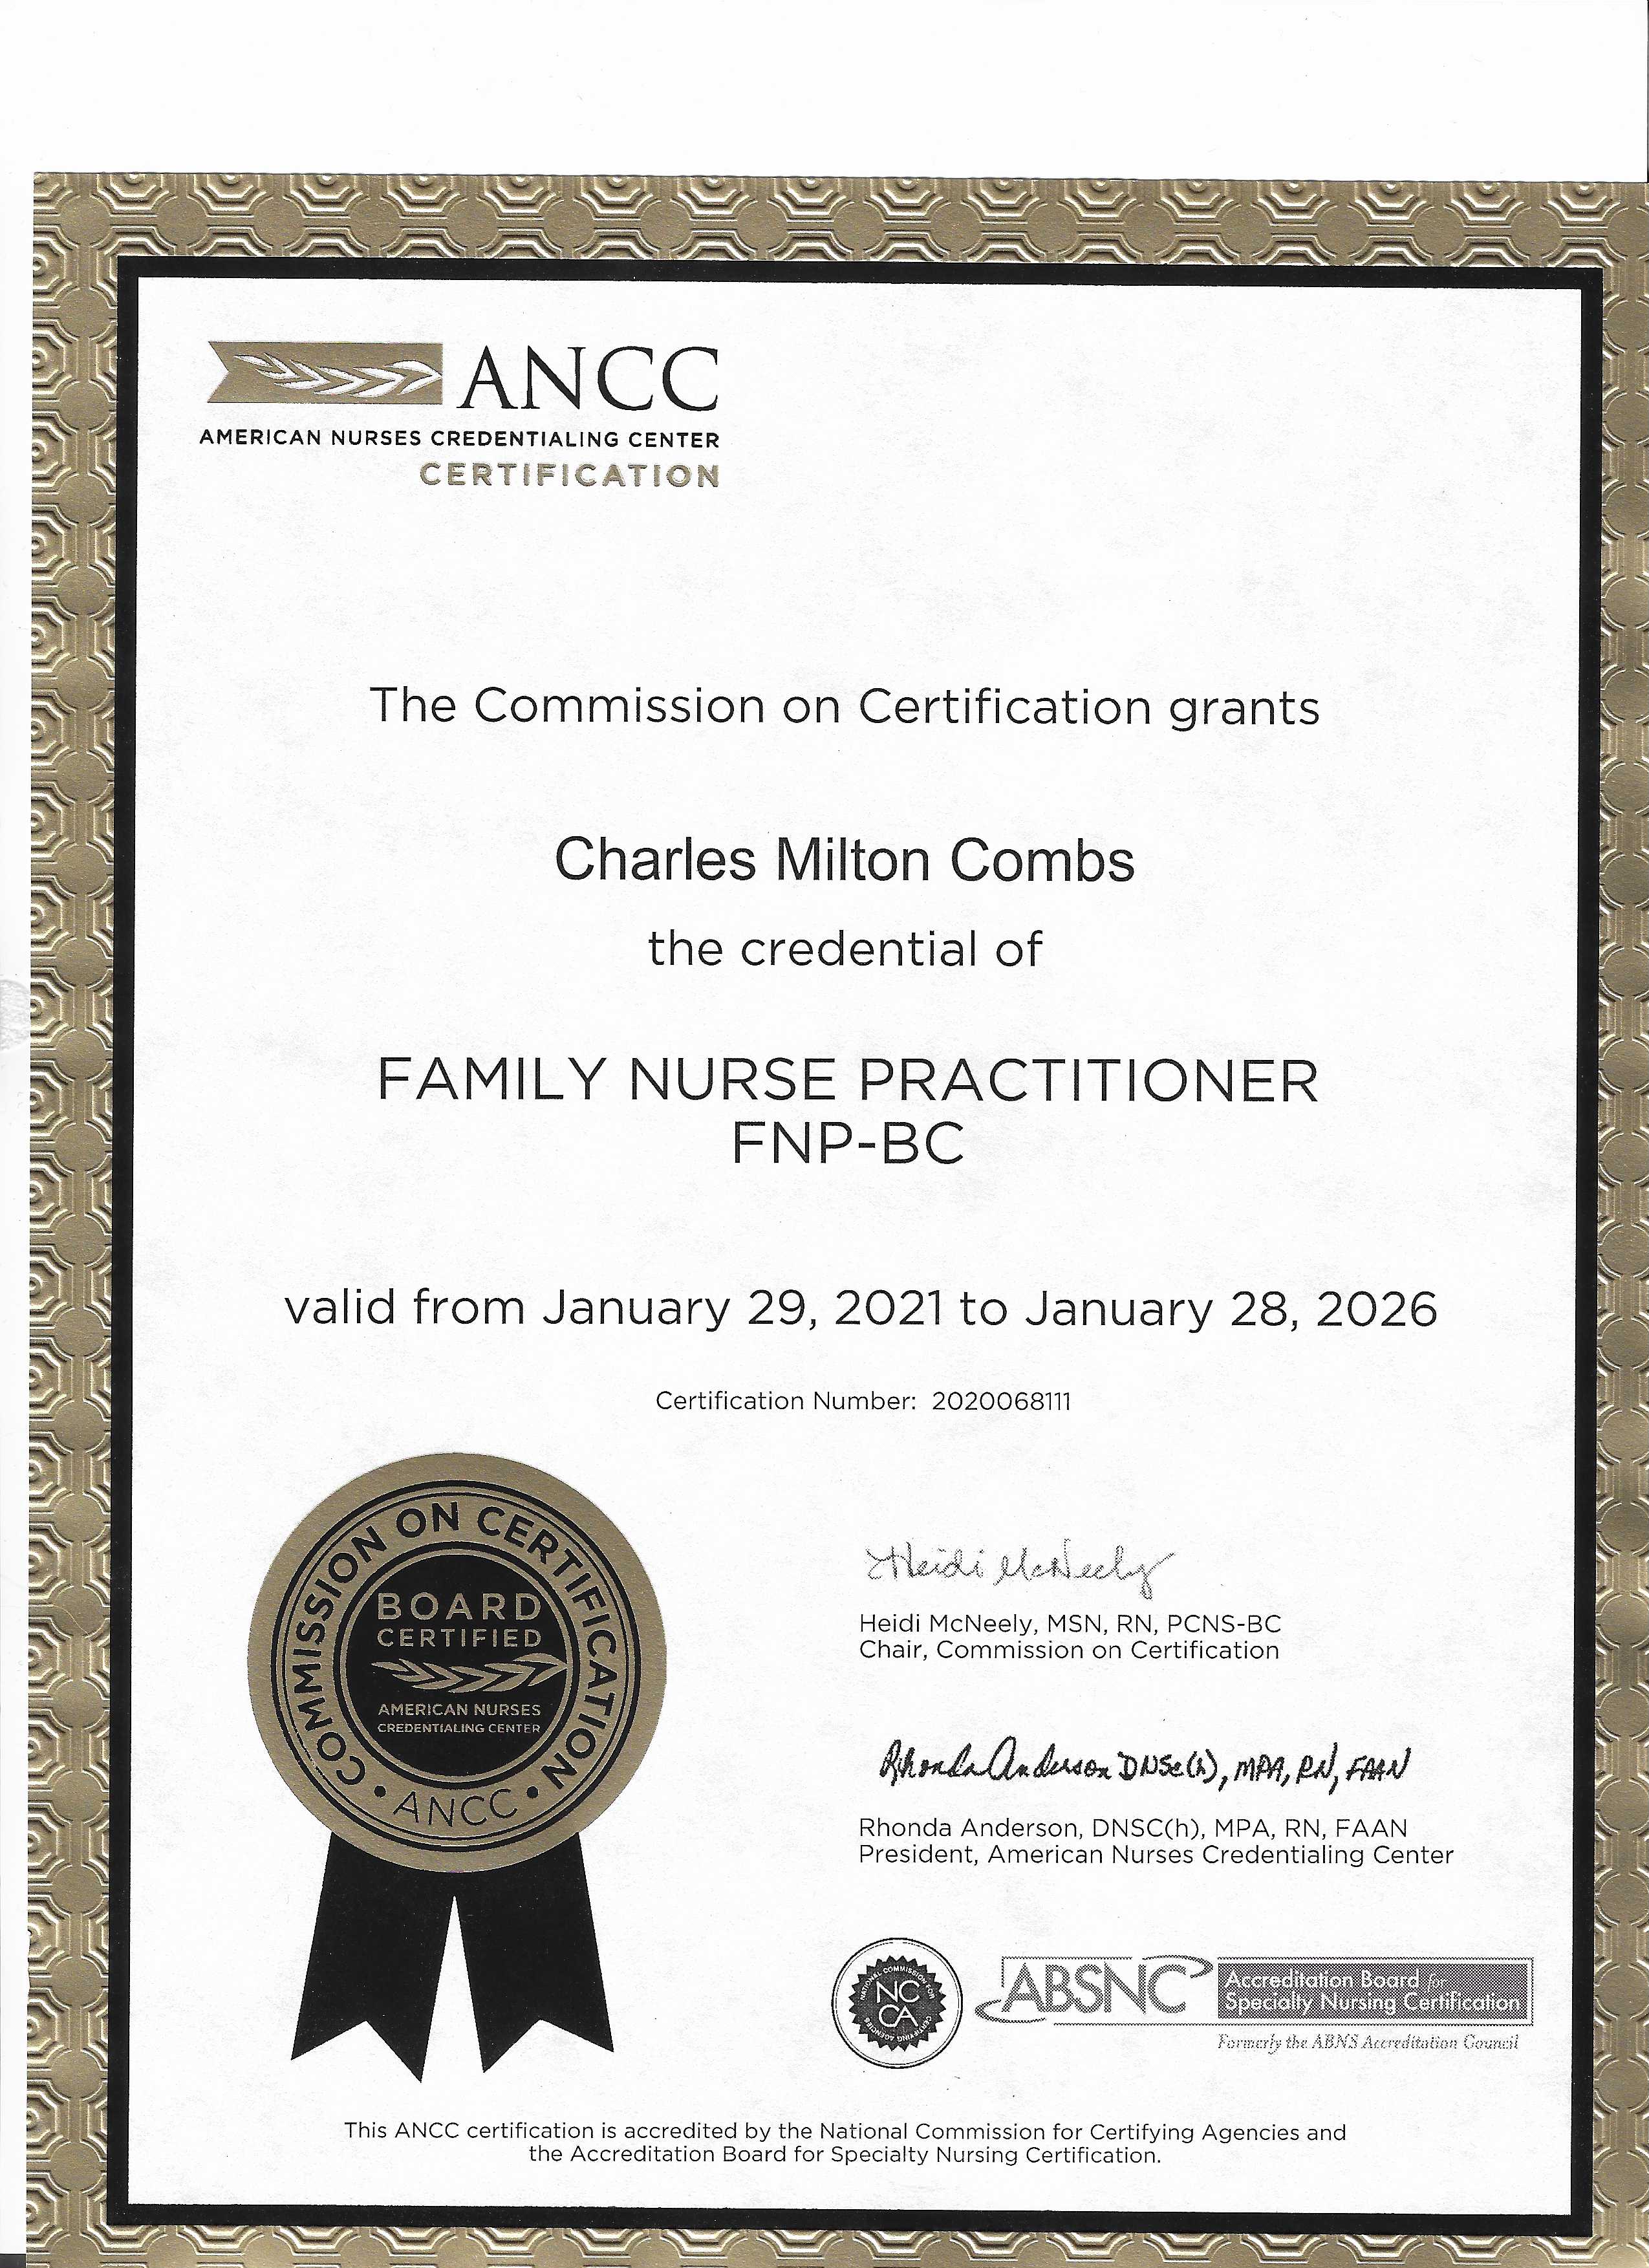 ANCC
AMERICAN NURSES CREDENTIALING CENTER
CERTIFICATION
The Commission on Certification grants
Charles Milton Combs
the credential of
FAMILY NURSE PRACTITIONER
FNP-BC
valid from January 29, 2021 to January 28, 2026
Certification Number: 2020068111
COMMISSION ON CERTIFICATION
BOARD
CERTIFIED
AMERICAN NURSES
CREDENTIALING CENTER
• ANCC •
Heidi McNeely
Heidi McNeely, MSN, RN, PCNS-BC
Chair, Commission on Certification
Rhonda Anderson DNSc(h), MPA, RN, FAAN
Rhonda Anderson, DNSC(h), MPA, RN, FAAN
President, American Nurses Credentialing Center
NATIONAL COMMISSION FOR
NC
CA
CERTIFYING AGENCIES
ABSNC
Accreditation Board for
Specialty Nursing Certification
Formerly the ABNS Accreditation Council
This ANCC certification is accredited by the National Commission for Certifying Agencies and
the Accreditation Board for Specialty Nursing Certification.